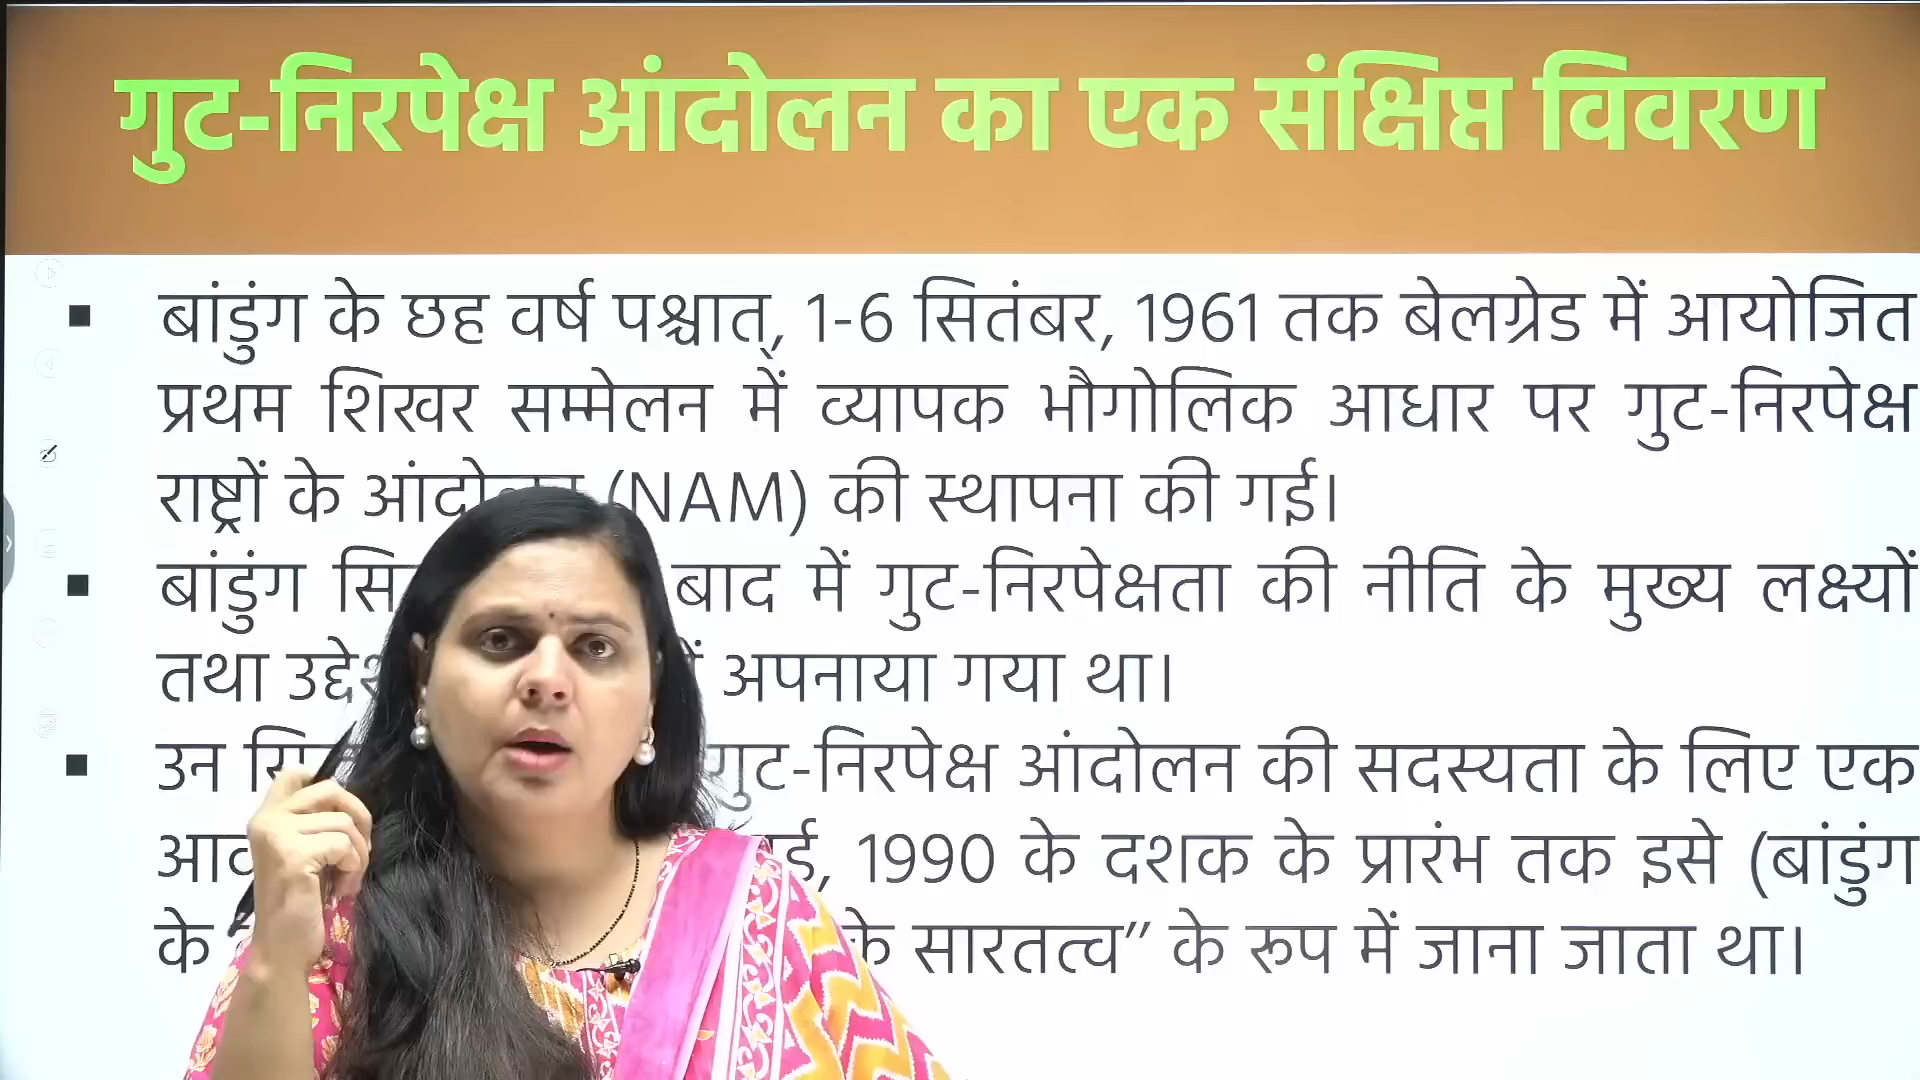 गुट-निरपेक्ष आंदोलन का एक संक्षिप्त विवरण
बांडुंग के छह वर्ष पश्चात्, 1-6 सितंबर, 1961 तक बेलग्रेड में आयोजित
प्रथम शिखर सम्मेलन में व्यापक भौगोलिक आधार पर गुट-निरपेक्ष
राष्ट्रों के (NAM) की स्थापना की गई।
बांडुंग बाद में गुट-निरपेक्षता की नीति के मुख्य लक्ष्यों
तथा अपनाया गया था।
उन गुट-निरपेक्ष आंदोलन की सदस्यता के लिए एक
1990 के दशक के प्रारंभ तक इसे (बांडुंग
के के सारतत्व” के रूप में जाना जाता था।